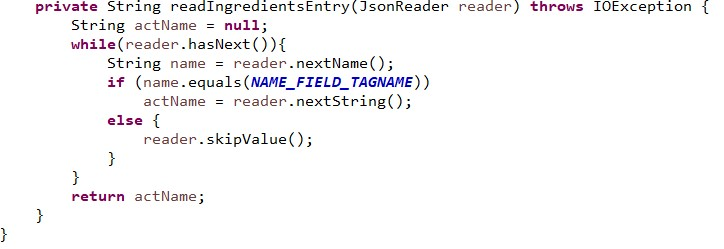 private String readIngredientsEntry(JsonReader reader) throws IOException {
String actName = null;
while(reader.hasNext()){
String name = reader.nextName();
if (name.equals(NAME_FIELD_TAGNAME))
actName = reader.nextString();
else {
reader.skipValue();
}
}
return actName;
}
}